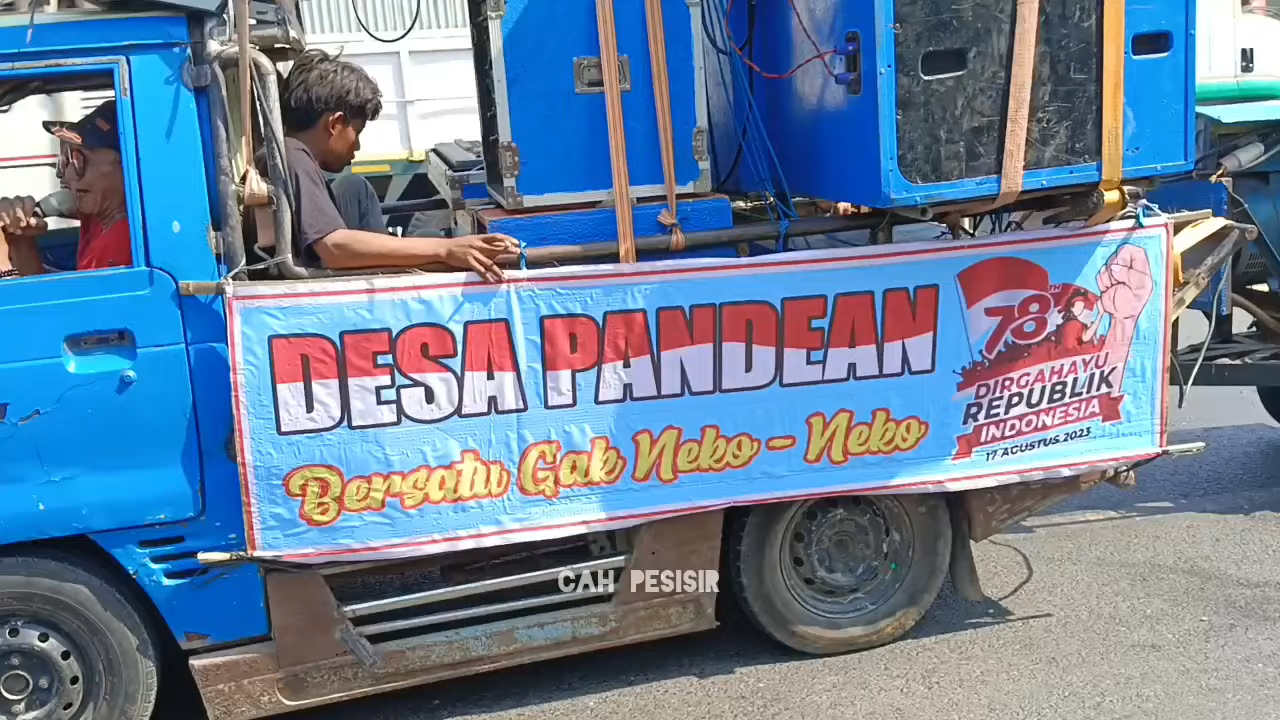 DESA PANDEAN
Bersatu Gak Neko - Neko
78TH
DIRGAHAYU
REPUBLIK
INDONESIA
17 AGUSTUS 2023
CAH PESISIR